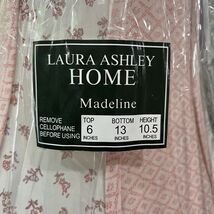 LAURA ASHLEY
HOME
Madeline
REMOVE
CELLOPHANE
BEFORE USING
TOP
6
INCHES
BOTTOM
13
INCHES
HEIGHT
10.5
INCHES